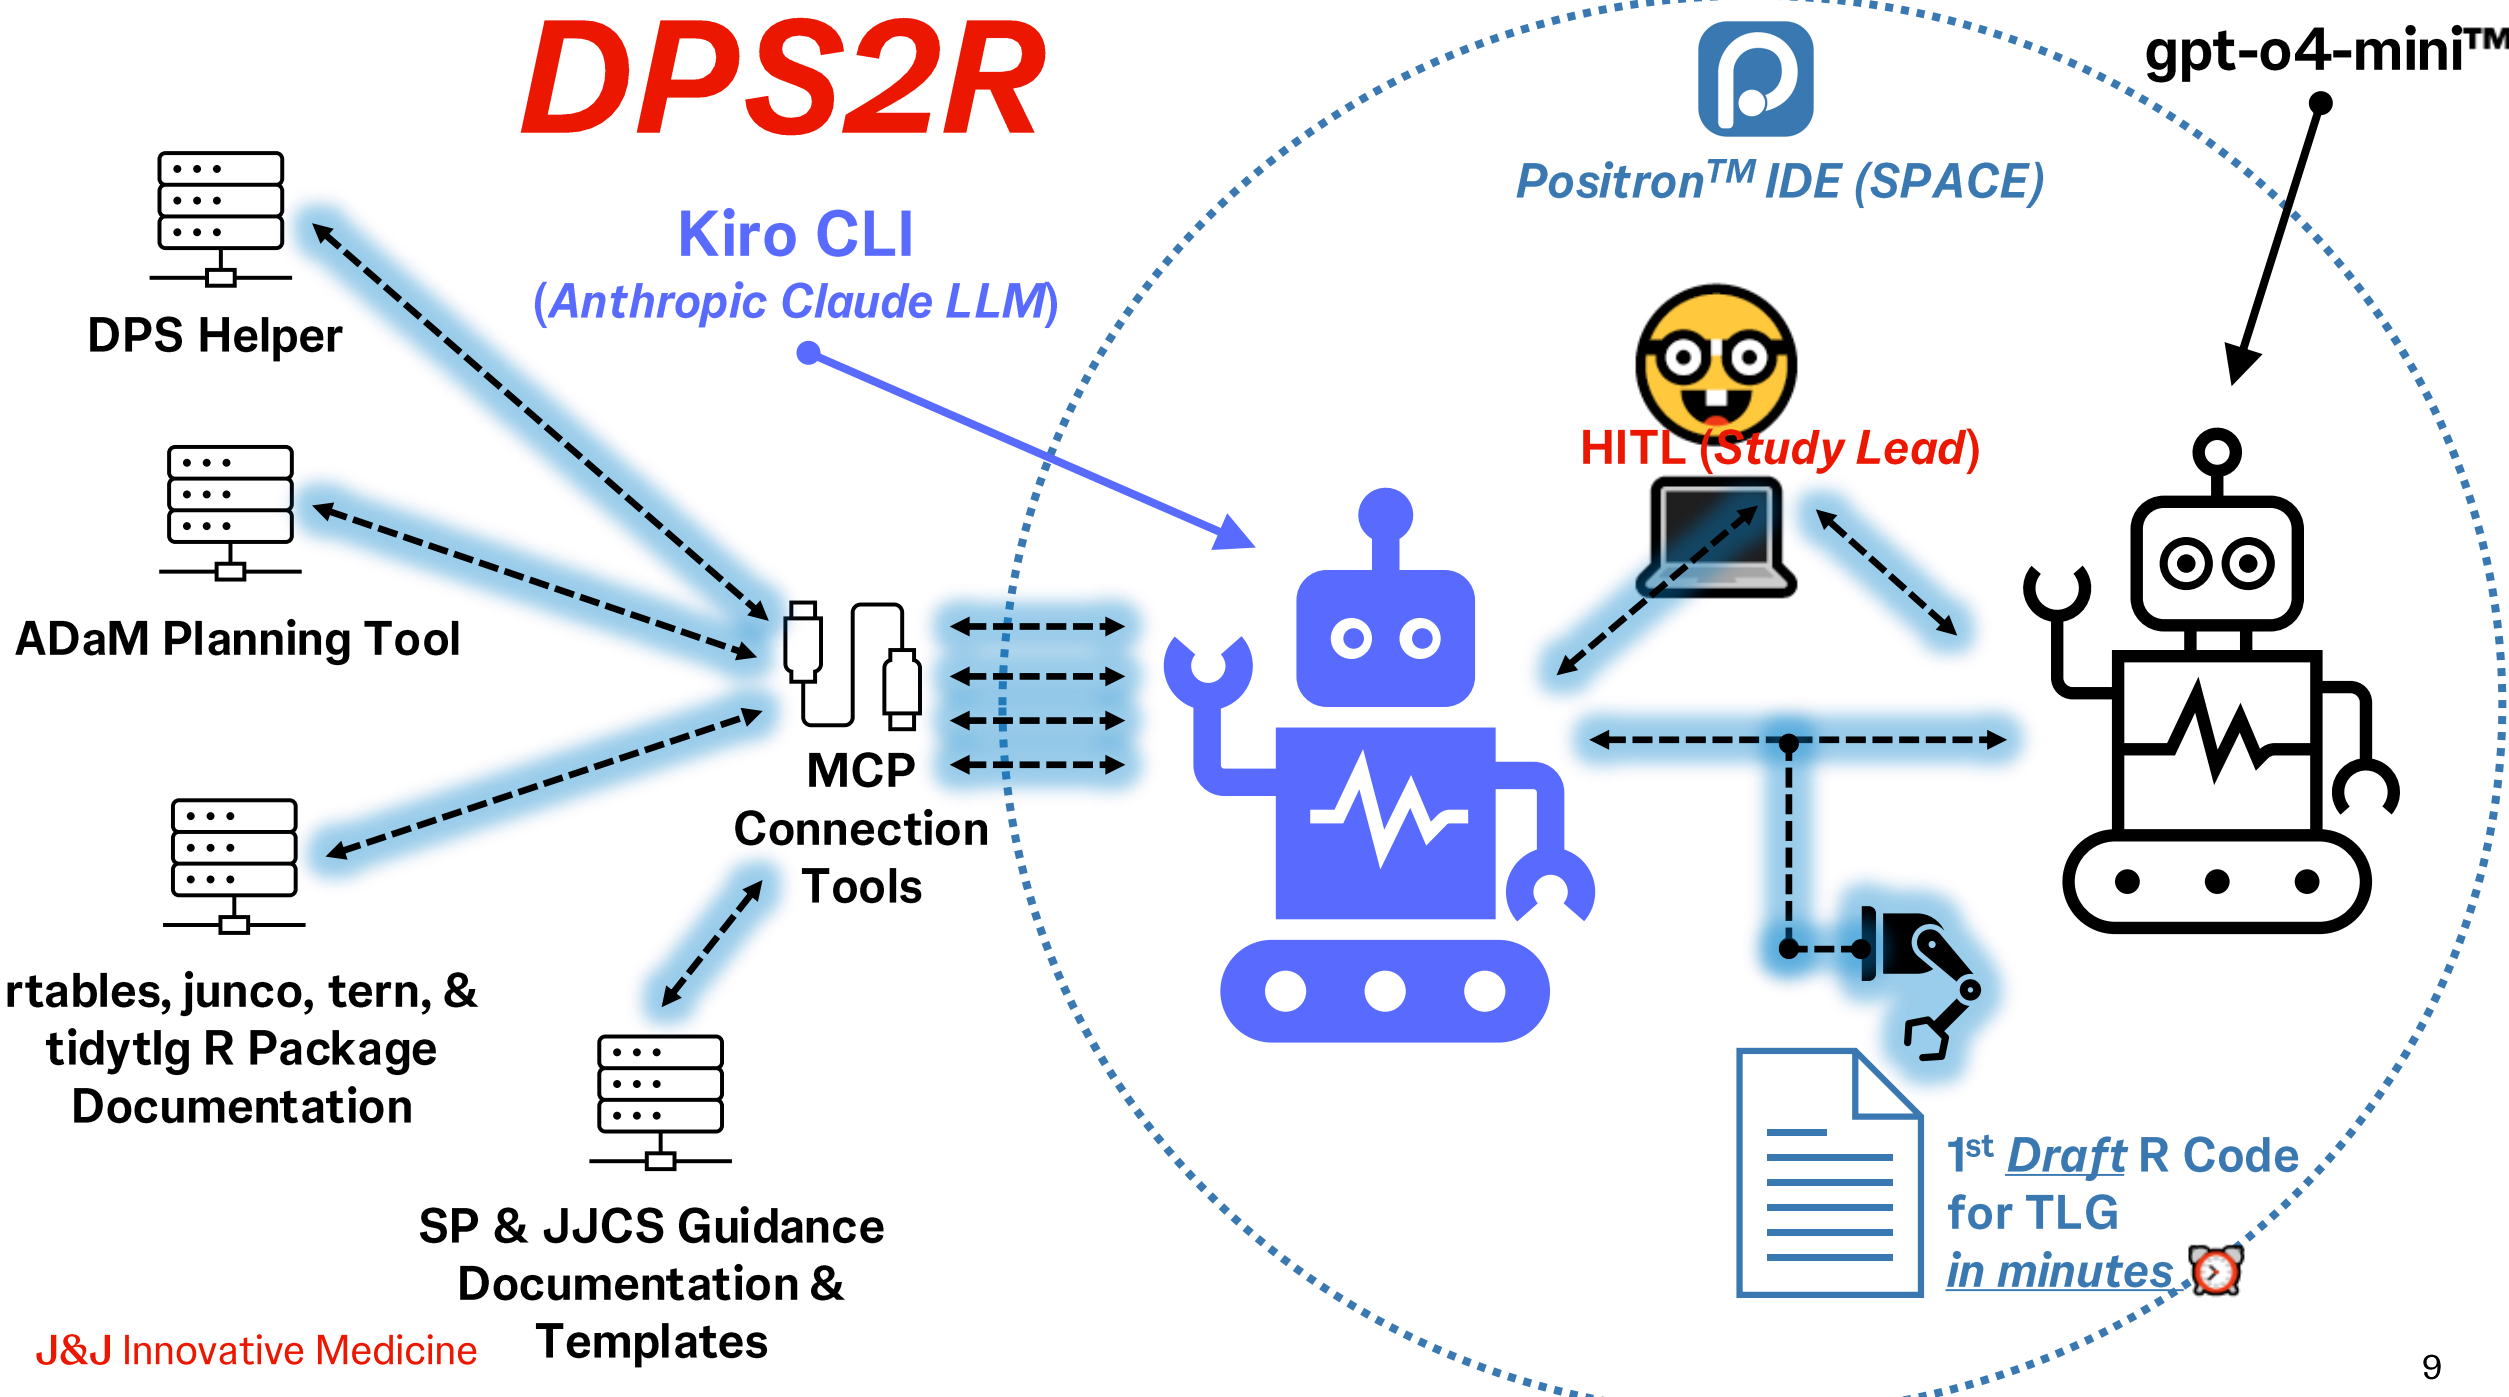 DPS2R
gpt-o4-mini™
Positron™ IDE (SPACE)
Kiro CLI
(Anthropic Claude LLM)
DPS Helper
HITL (Study Lead)
ADaM Planning Tool
MCP
Connection
Tools
rtables, junco, tern, &
tidytlg R Package
Documentation
1st Draft R Code
for TLG
in minutes
SP & JJCS Guidance
Documentation &
Templates
J&J Innovative Medicine
9